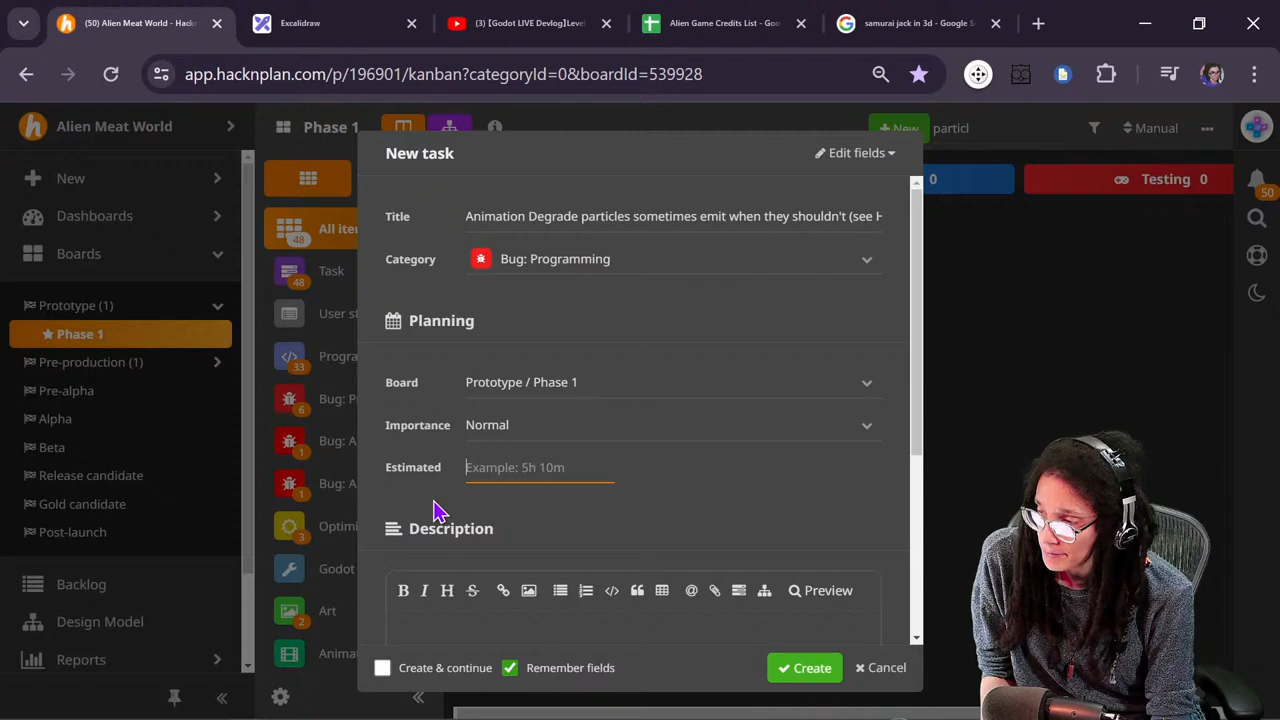 (50) Alien Meat World - Hackn
Excalidraw
(3) [Godot LIVE Devlog]Level
Alien Game Credits List - Goo
samurai jack in 3d - Google S
app.hacknplan.com/p/196901/kanban?categoryId=0&boardId=539928
Alien Meat World
Phase 1
New
particl
Manual
New
Dashboards
Boards
Prototype (1)
Phase 1
Pre-production (1)
Pre-alpha
Alpha
Beta
Release candidate
Gold candidate
Post-launch
Backlog
Design Model
Reports
All iter
48
Task
48
User st
Progra
33
Bug: P
6
Bug: A
1
Bug: A
1
Optimi
3
Godot
Art
2
Animat
0
Testing 0
50
New task
Edit fields
Title
Animation Degrade particles sometimes emit when they shouldn't (see H
Category
Bug: Programming
Planning
Board
Prototype / Phase 1
Importance
Normal
Estimated
Example: 5h 10m
Description
Preview
Create & continue
Remember fields
Create
Cancel